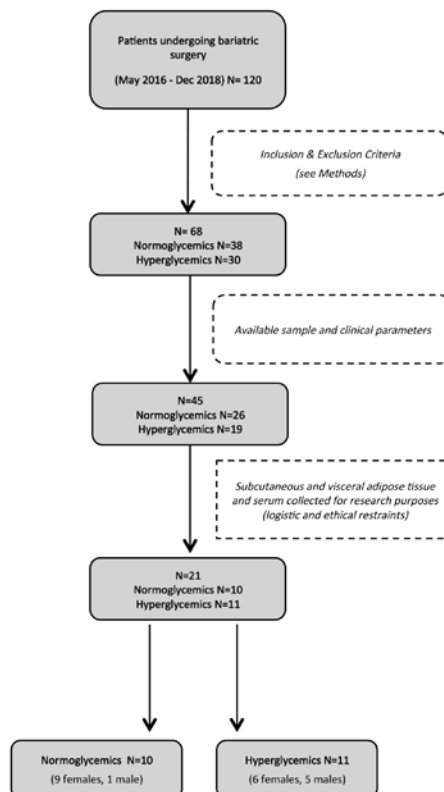 Patients undergoing bariatric
surgery
(May 2016 - Dec 2018) N= 120
Inclusion & Exclusion Criteria
(see Methods)
N= 68
Normoglycemics N=38
Hyperglycemics N=30
Available sample and clinical parameters
N=45
Normoglycemics N=26
Hyperglycemics N=19
Subcutaneous and visceral adipose tissue
and serum collected for research purposes
(logistic and ethical restraints)
N=21
Normoglycemics N=10
Hyperglycemics N=11
Normoglycemics N=10
(9 females, 1 male)
Hyperglycemics N=11
(6 females, 5 males)